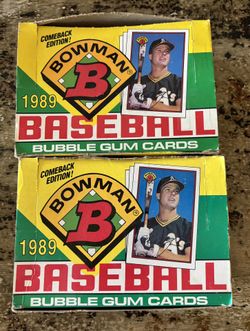 COMEBACK EDITION!
BOWMAN
B
1989
BASEBALL
BUBBLE GUM CARDS
COMEBACK EDITION!
BOWMAN
B
1989
BASEBALL
BUBBLE GUM CARDS